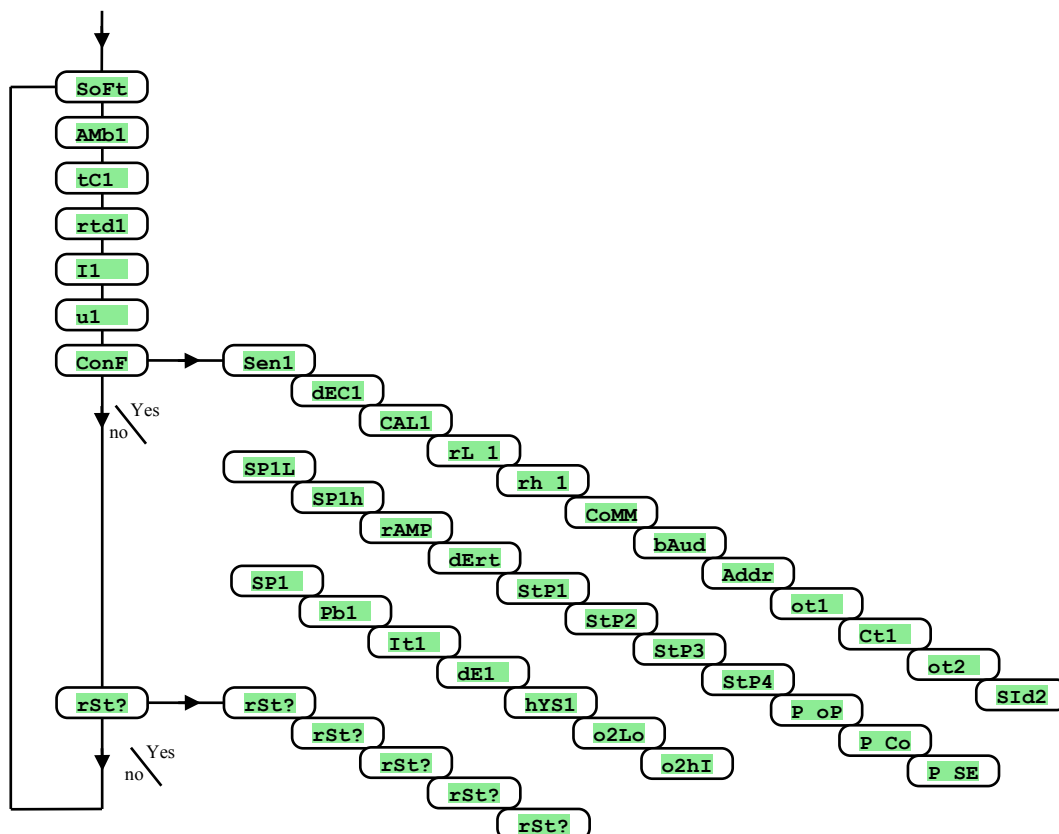 SoFt
AMb1
tC1
rtd1
I1
u1
ConF
Yes
no
Sen1
dEC1
CAL1
rL 1
rh 1
CoMM
bAud
Addr
ot1
Ct1
ot2
SId2
SP1L
SP1h
rAMP
dErt
StP1
StP2
StP3
StP4
P oP
P Co
P SE
SP1
Pb1
It1
dE1
hYS1
o2Lo
o2hI
rSt?
Yes
no
rSt?
rSt?
rSt?
rSt?
rSt?